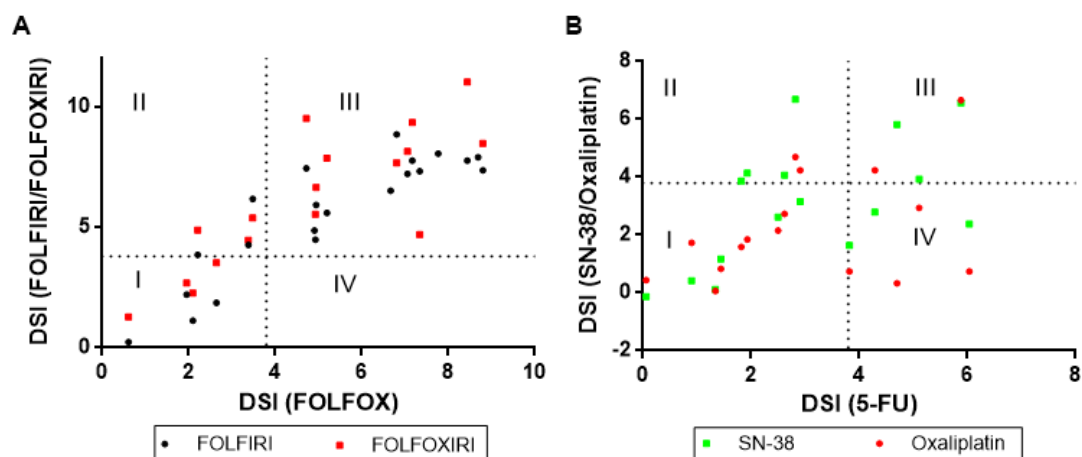 A
DSI (FOLFIRI/FOLFOXIRI)
10
5
0
II
III
I
IV
0 2 4 6 8 10
DSI (FOLFOX)
FOLFIRI FOLFOXIRI
B
DSI (SN-38/Oxaliplatin)
8
6
4
2
0
-2
II
III
I
IV
0 2 4 6 8
DSI (5-FU)
SN-38 Oxaliplatin